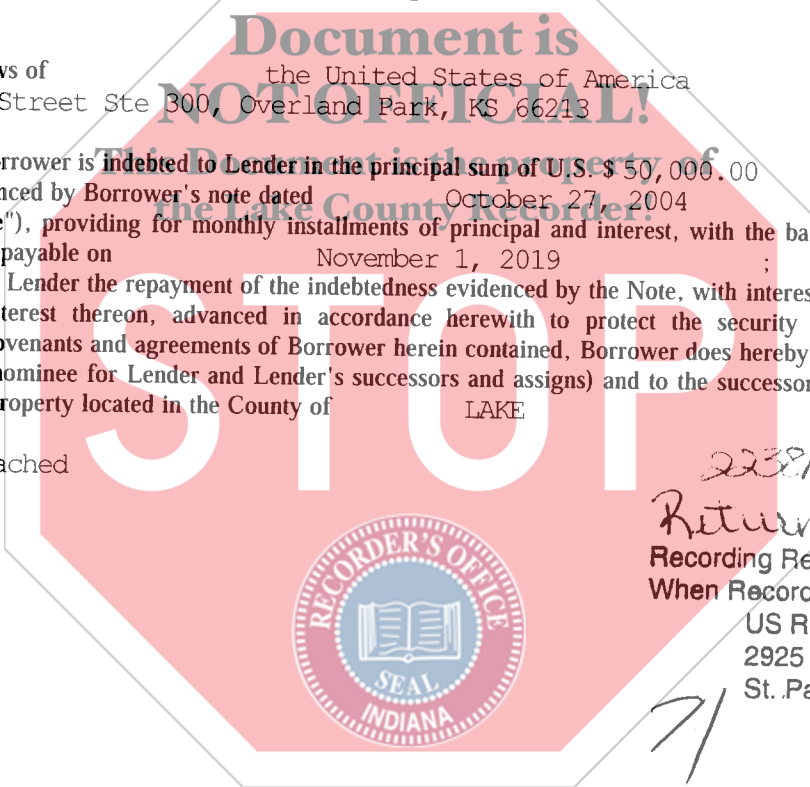 Document is
ws of the United States of America
Street Ste 300, Overland Park, KS 66213
NOT OFFICIAL!
This Document is the property of
rrower is indebted to Lender in the principal sum of U.S. $ 50,000.00
nced by Borrower's note dated October 27, 2004
the Lake County Recorder!
e"), providing for monthly installments of principal and interest, with the ba
payable on November 1, 2019 ;
Lender the repayment of the indebtedness evidenced by the Note, with interes
terest thereon, advanced in accordance herewith to protect the security
ovenants and agreements of Borrower herein contained, Borrower does hereby
nominee for Lender and Lender's successors and assigns) and to the successor
roperty located in the County of LAKE
STOP
ached
Return
Recording Re
When Record
US R
2925
St. Pa
RECORDER'S OFFICE
SEAL
INDIANA